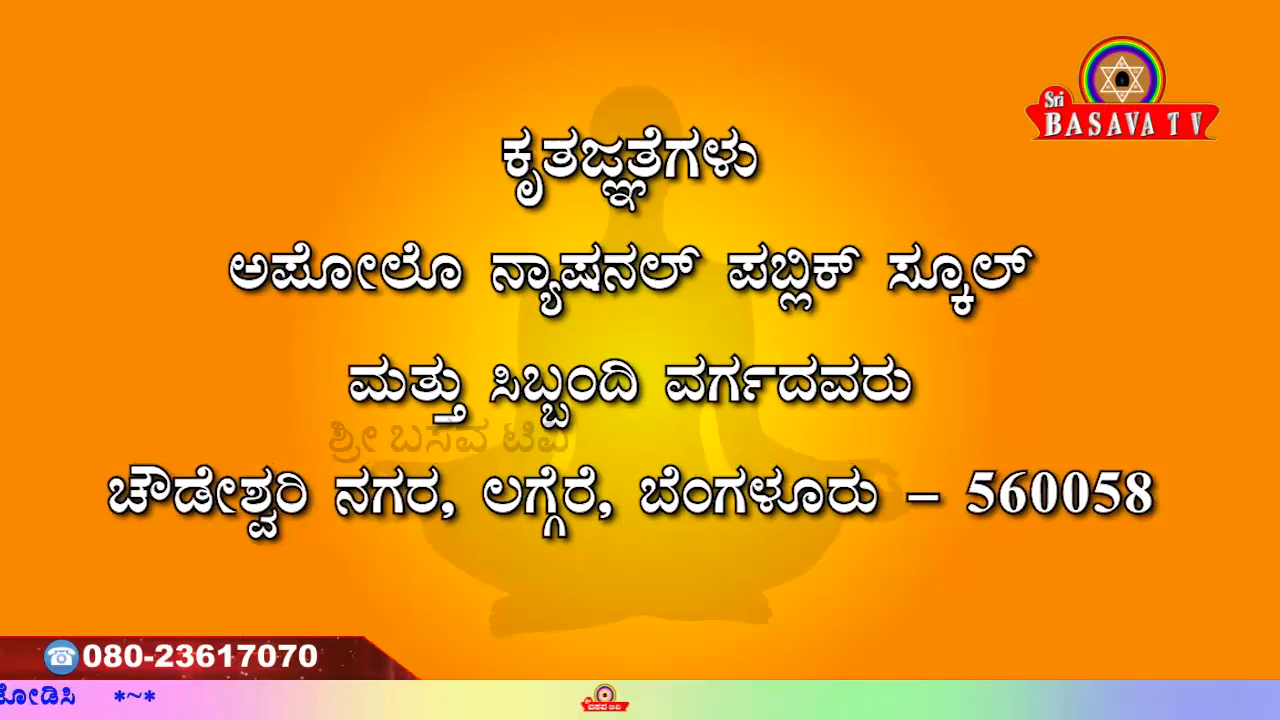 Sri
BASAVA TV
ಕೃತಜ್ಞತೆಗಳು
ಅಪೋಲೊ ನ್ಯಾಷನಲ್ ಪಬ್ಲಿಕ್ ಸ್ಕೂಲ್
ಮತ್ತು ಸಿಬ್ಬಂದಿ ವರ್ಗದವರು
ಶ್ರೀ ಬಸವ ಟಿವಿ
ಚೌಡೇಶ್ವರಿ ನಗರ, ಲಗ್ಗೆರೆ, ಬೆಂಗಳೂರು – 560058
080-23617070
*~*